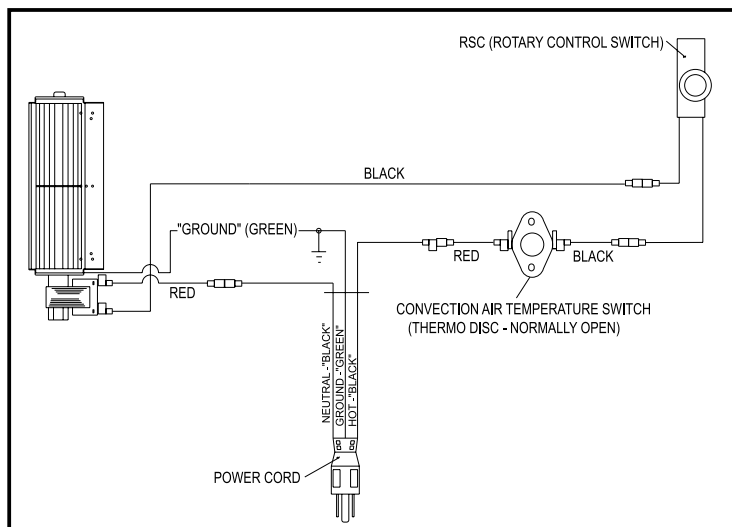 RSC (ROTARY CONTROL SWITCH)
BLACK
"GROUND" (GREEN)
RED
BLACK
RED
CONVECTION AIR TEMPERATURE SWITCH
(THERMO DISC - NORMALLY OPEN)
NEUTRAL -"BLACK"
GROUND -"GREEN"
HOT -"BLACK"
POWER CORD